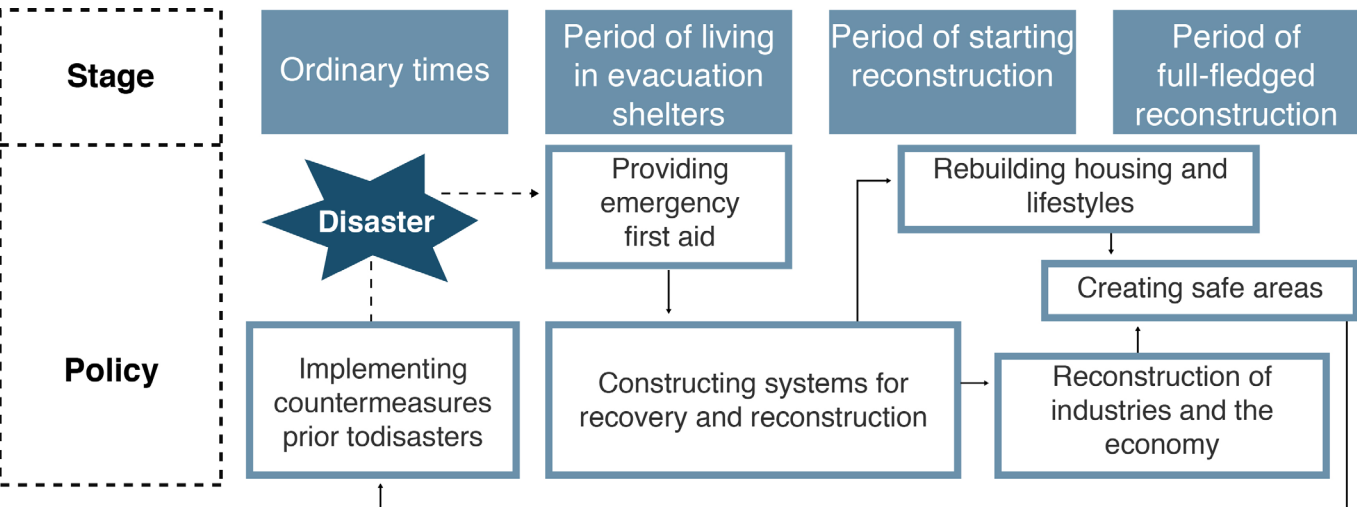 Stage
Ordinary times
Period of living
in evacuation
shelters
Period of starting
reconstruction
Period of
full-fledged
reconstruction
Policy
Disaster
Providing
emergency
first aid
Rebuilding housing and
lifestyles
Creating safe areas
Implementing
countermeasures
prior todisasters
Constructing systems for
recovery and reconstruction
Reconstruction of
industries and the
economy